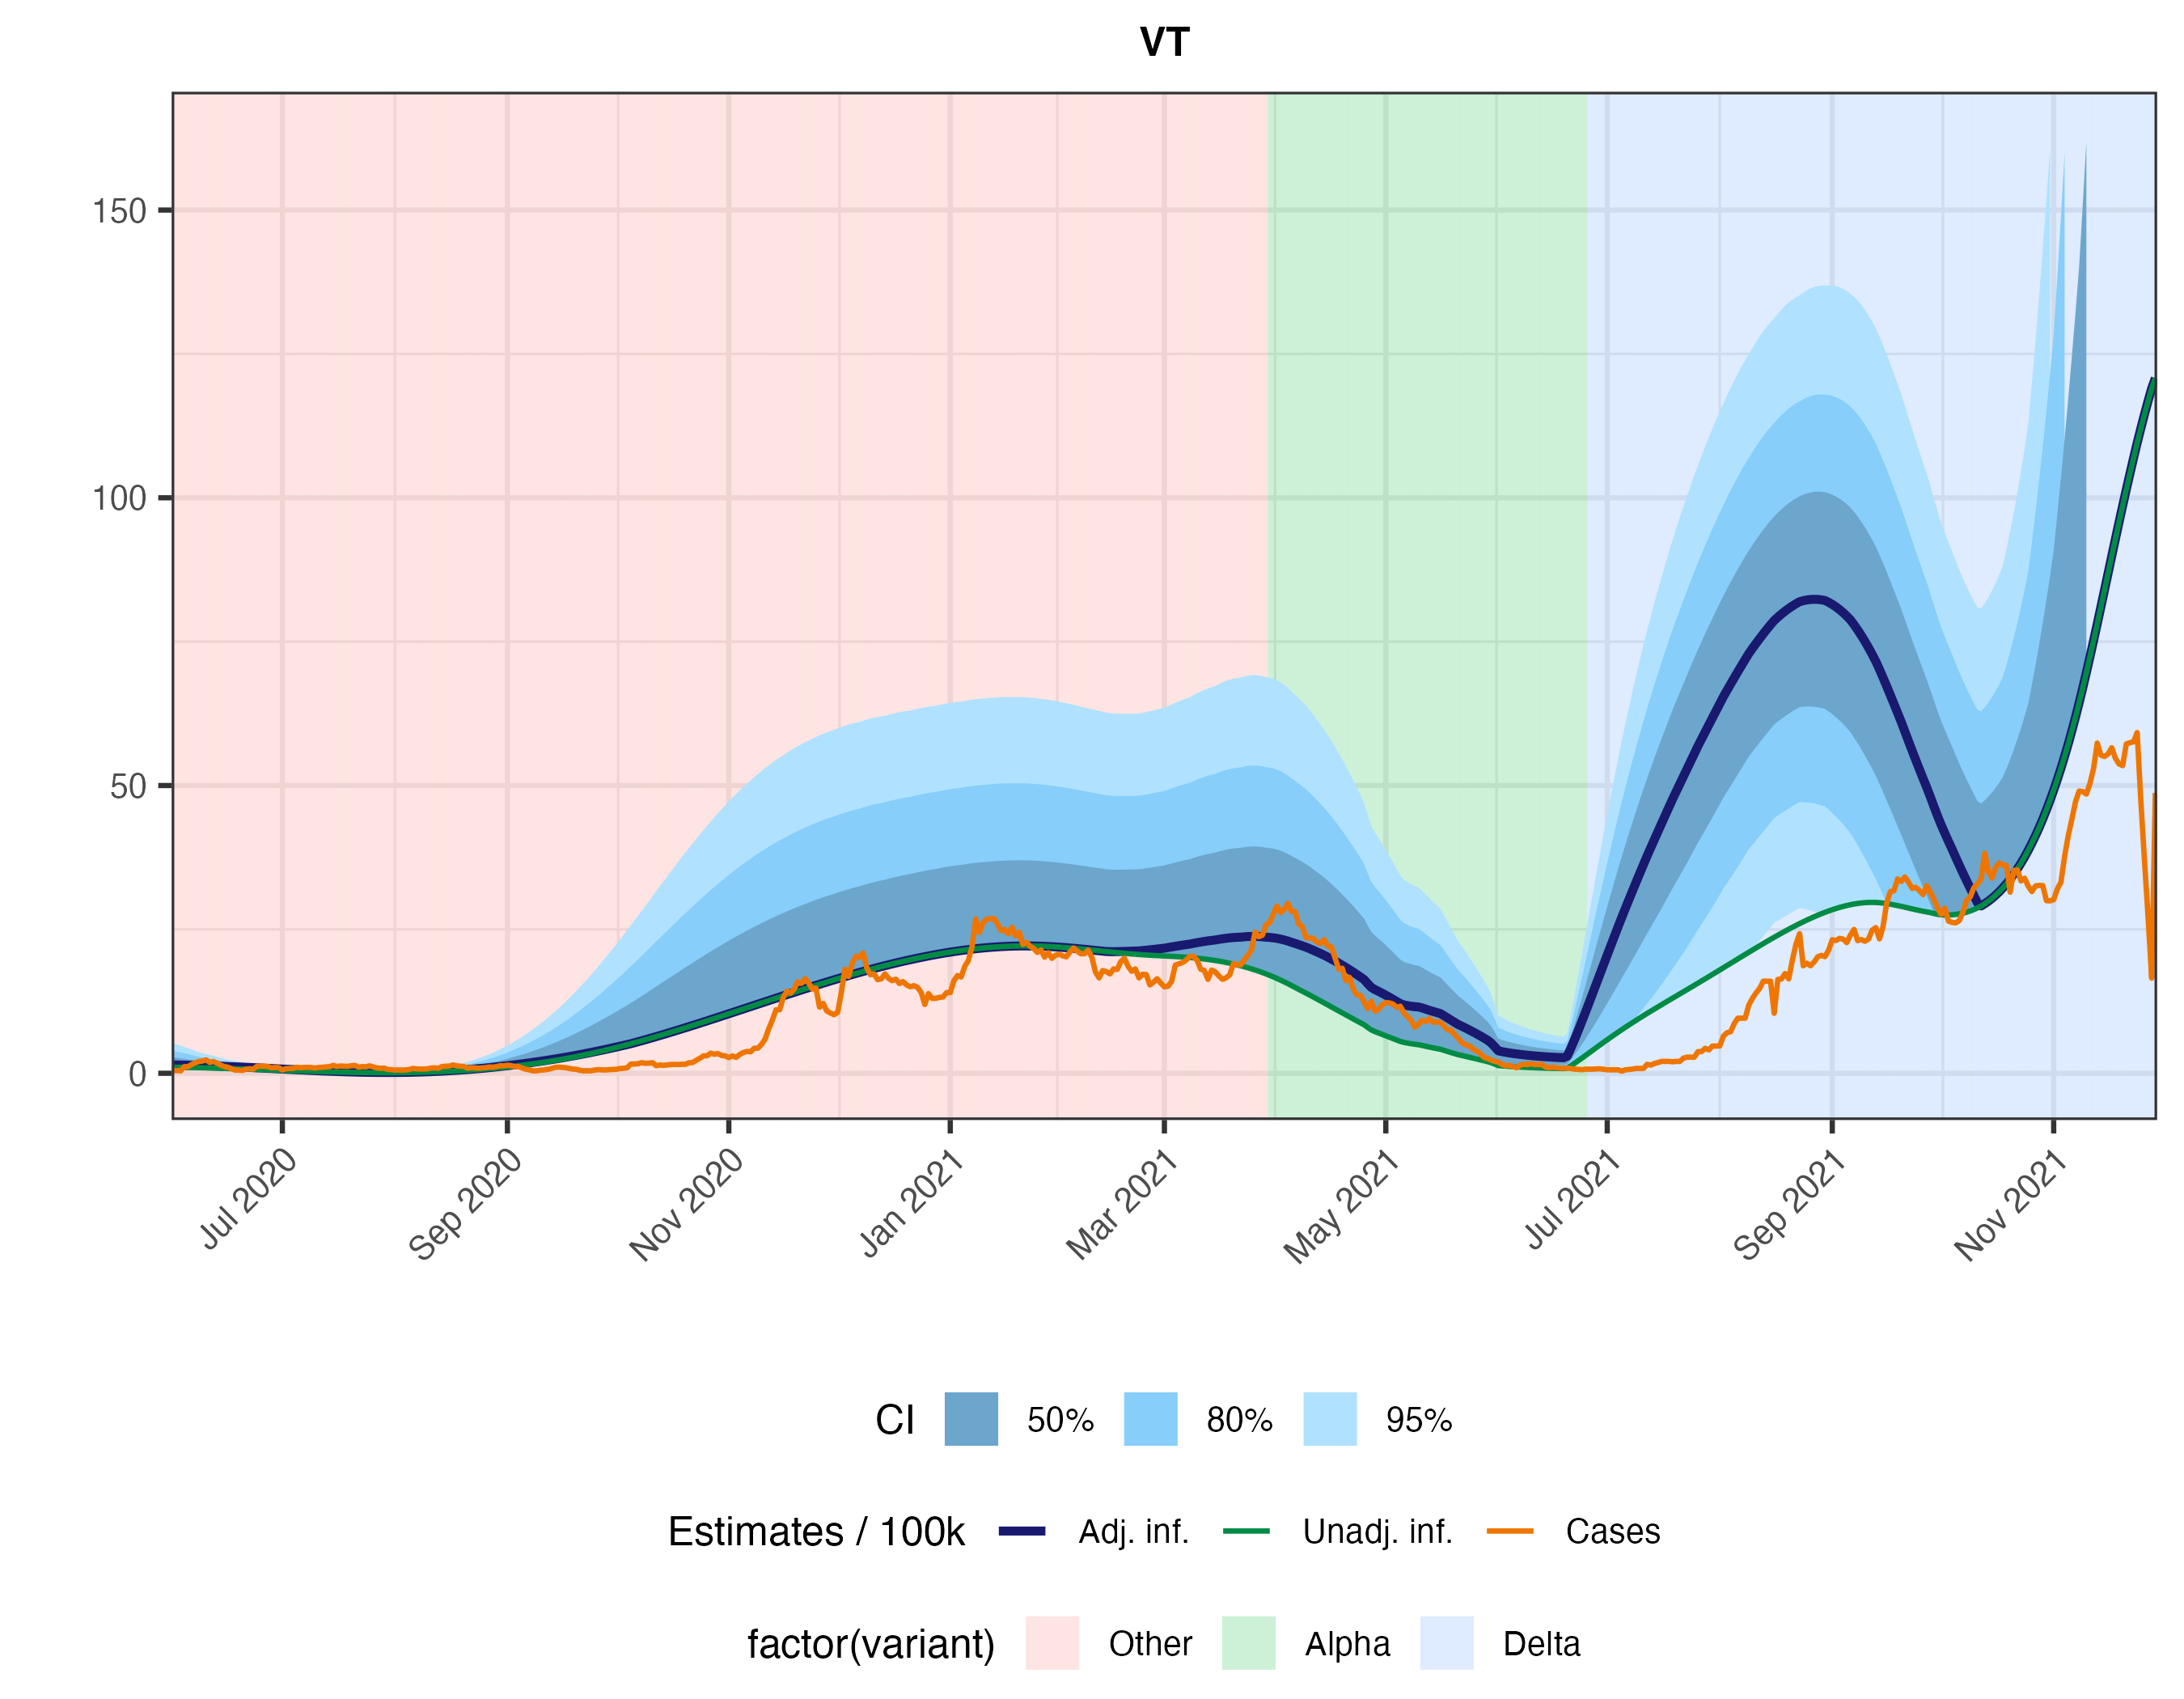 VT
150
100
50
0
Jul 2020
Sep 2020
Nov 2020
Jan 2021
Mar 2021
May 2021
Jul 2021
Sep 2021
Nov 2021
CI 50% 80% 95%
Estimates / 100k Adj. inf. Unadj. inf. Cases
factor(variant) Other Alpha Delta